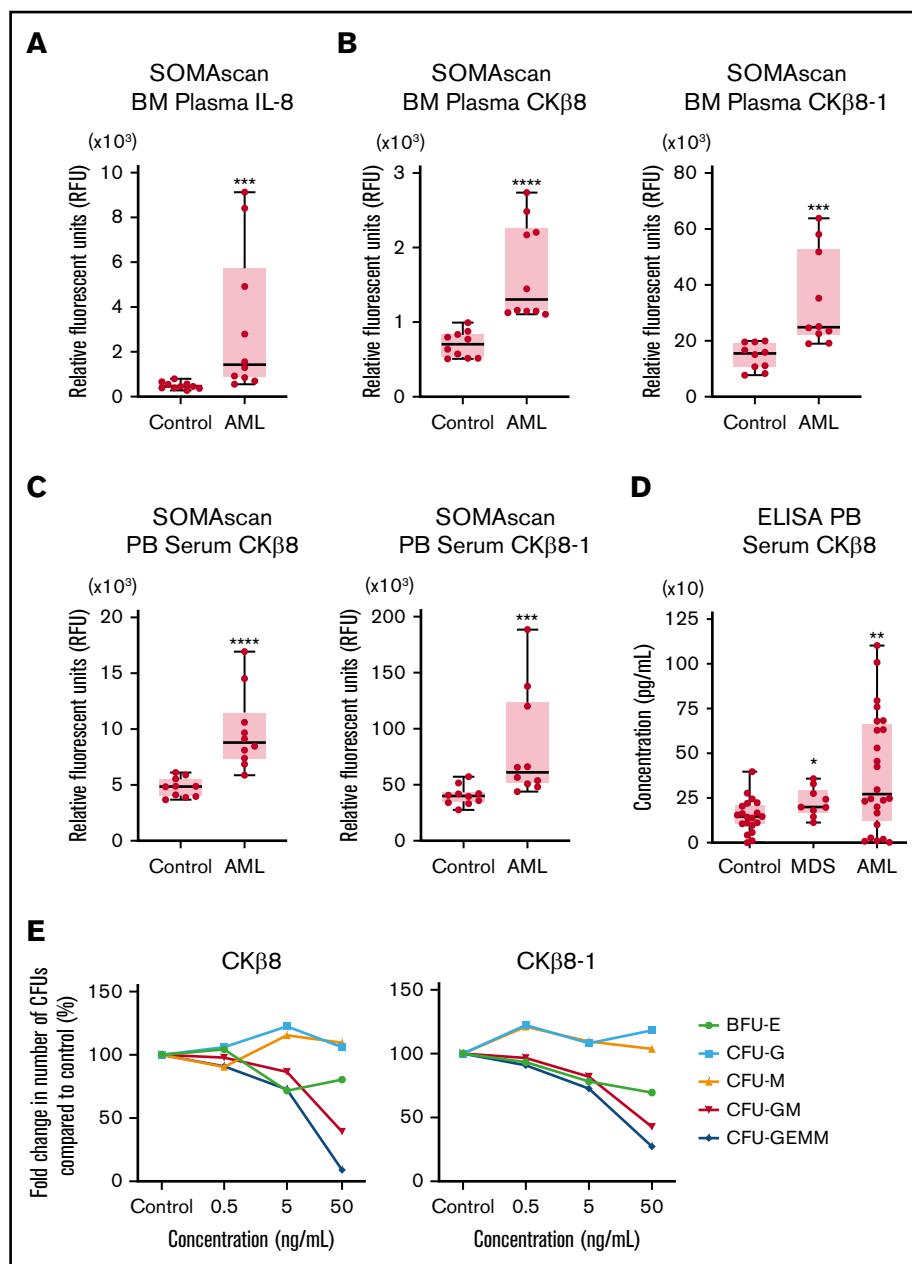 A
SOMAscan
BM Plasma IL-8
(x10³)
Relative fluorescent units (RFU)
10
8
6
4
2
0
***
Control
AML
B
SOMAscan
BM Plasma CKβ8
(x10³)
Relative fluorescent units (RFU)
3
2
1
0
****
Control
AML
SOMAscan
BM Plasma CKβ8-1
(x10³)
Relative fluorescent units (RFU)
80
60
40
20
0
***
Control
AML
C
SOMAscan
PB Serum CKβ8
(x10³)
Relative fluorescent units (RFU)
20
15
10
5
0
****
Control
AML
SOMAscan
PB Serum CKβ8-1
(x10³)
Relative fluorescent units (RFU)
200
150
100
50
0
***
Control
AML
D
ELISA PB
Serum CKβ8
(x10)
Concentration (pg/mL)
125
100
75
50
25
0
*
**
Control
MDS
AML
E
CKβ8
Fold change in number of CFUs
compared to control (%)
150
100
50
0
Control
0.5
5
50
Concentration (ng/mL)
CKβ8-1
150
100
50
0
Control
0.5
5
50
Concentration (ng/mL)
BFU-E
CFU-G
CFU-M
CFU-GM
CFU-GEMM